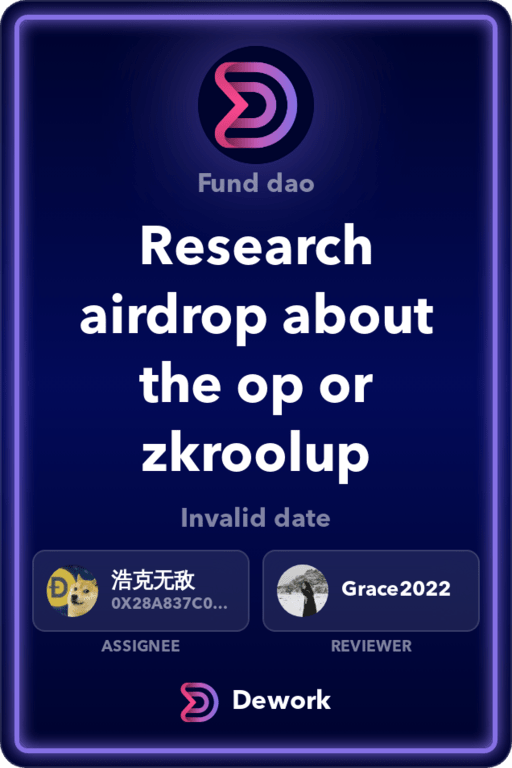 Fund dao
Research
airdrop about
the op or
zkroolup
Invalid date
浩克无敌
0X28A837C0...
Grace2022
ASSIGNEE
REVIEWER
Dework